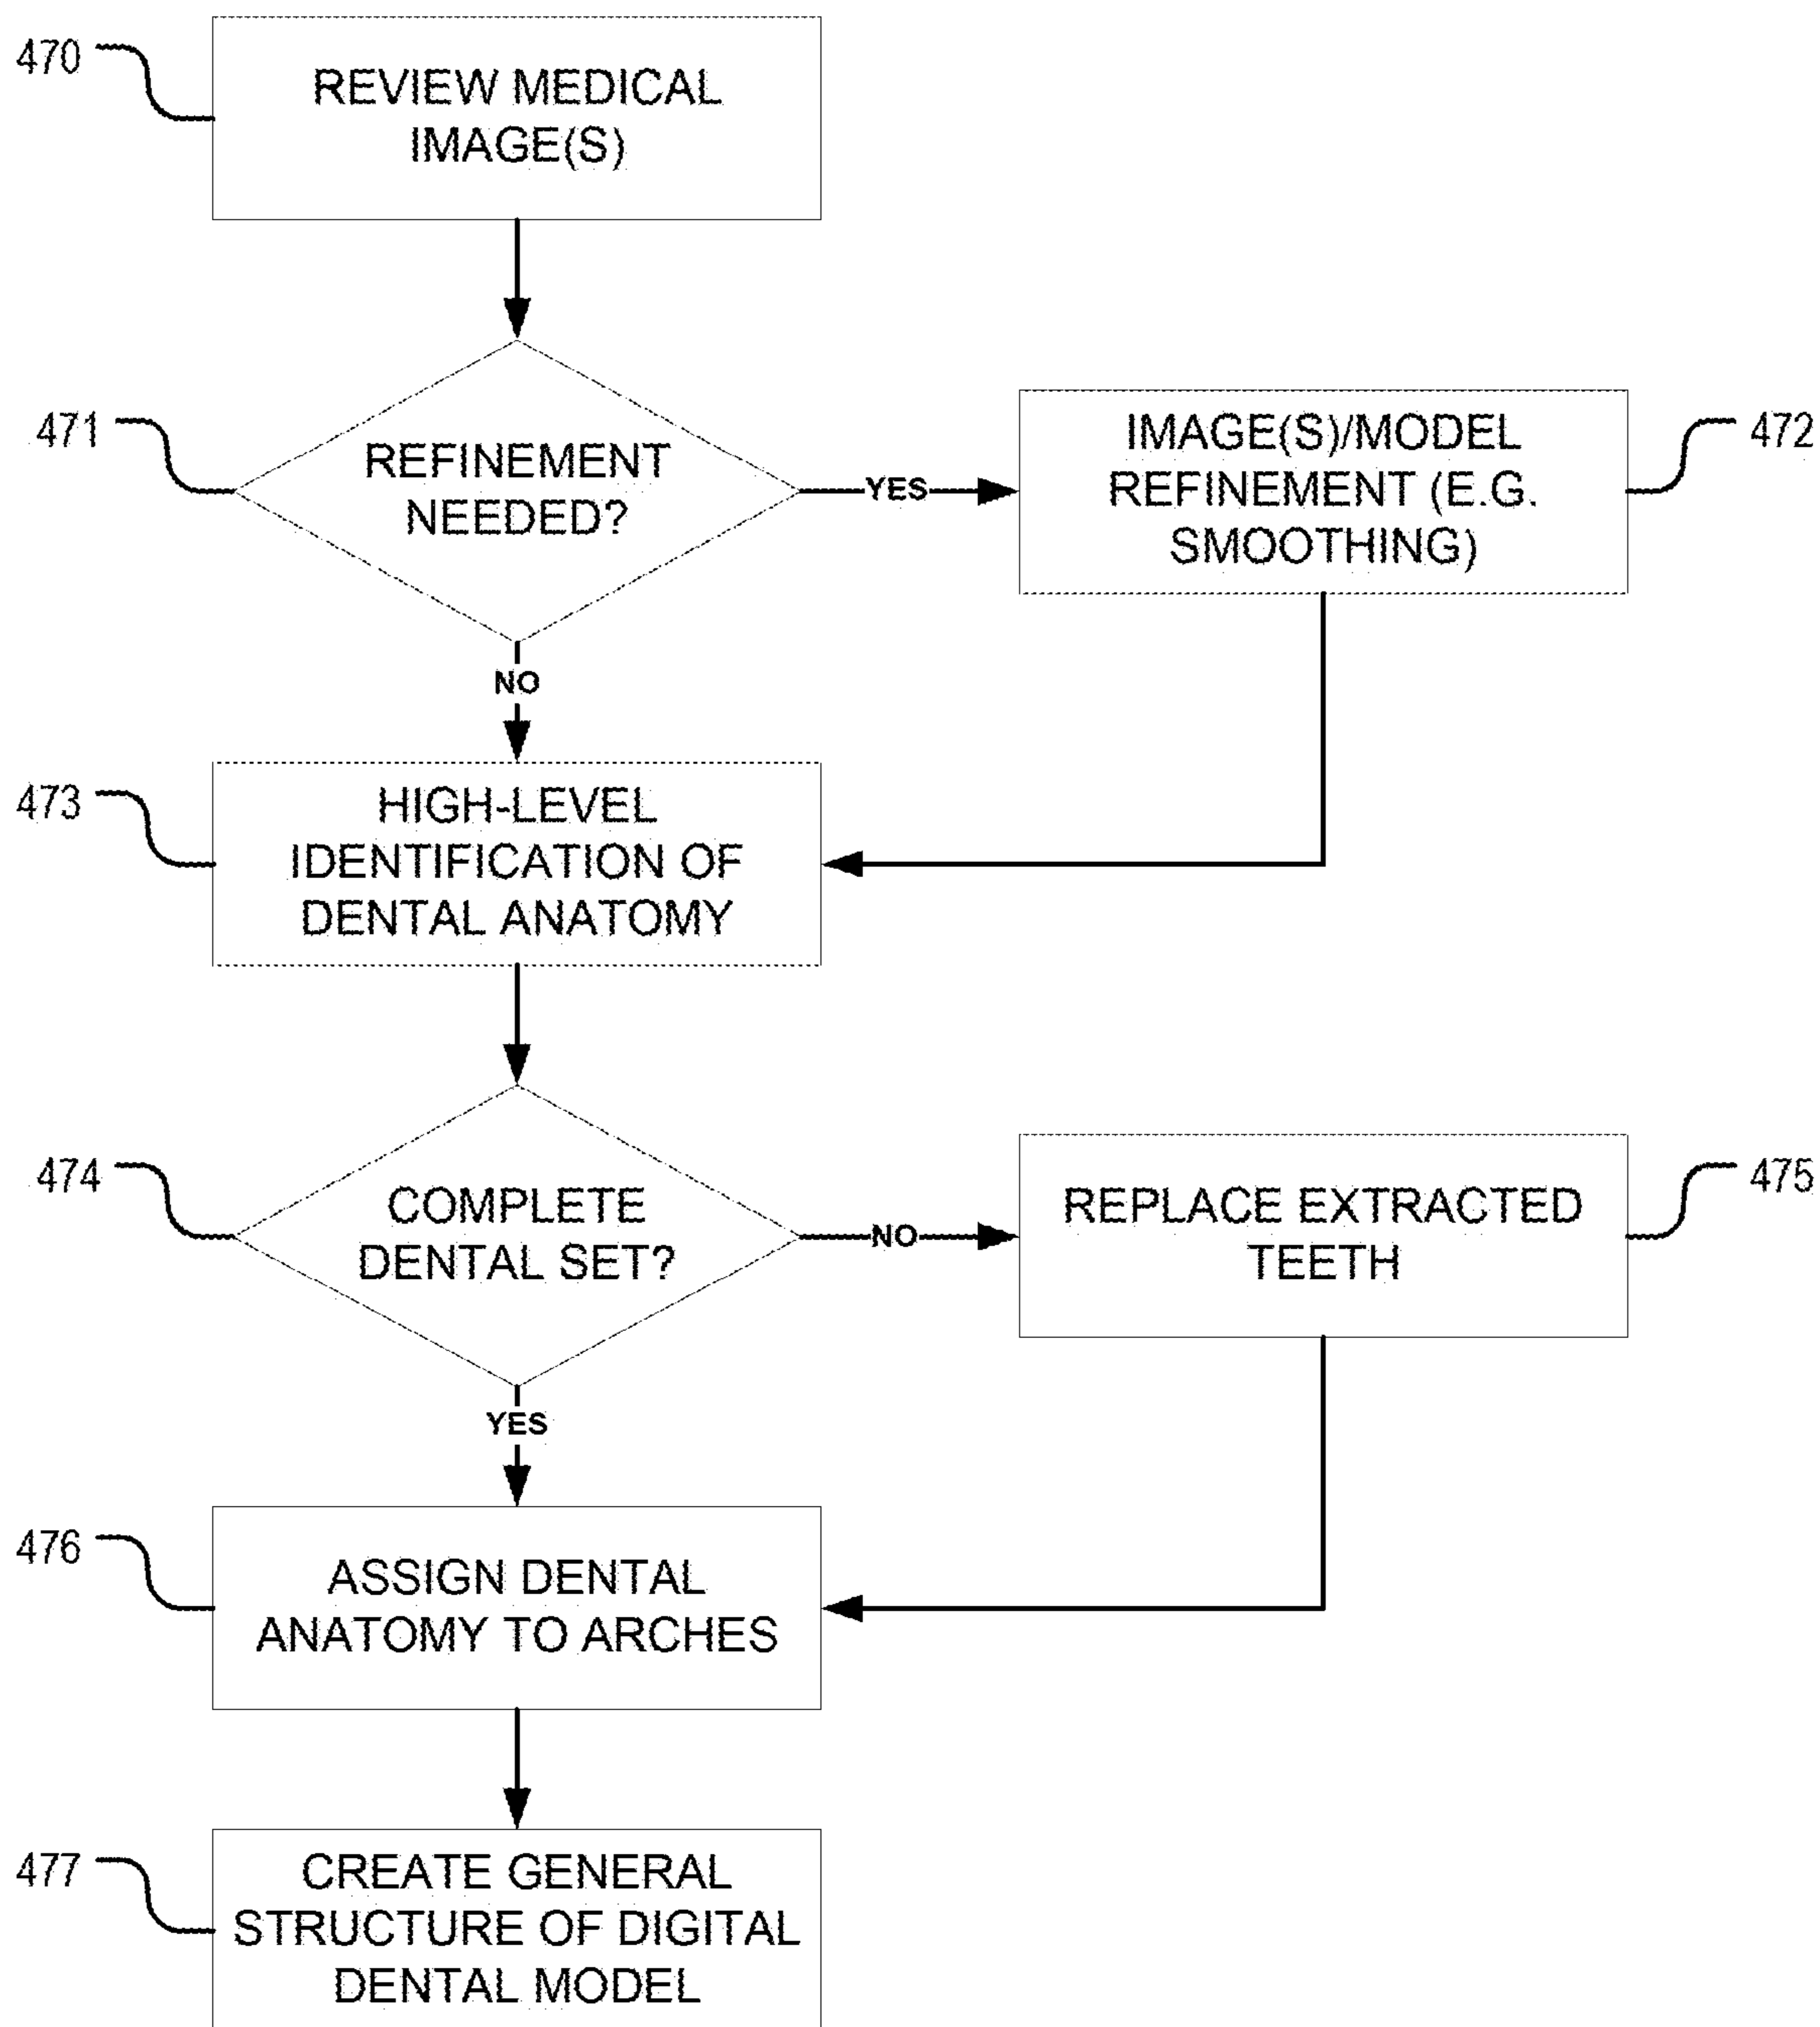 470
REVIEW MEDICAL
IMAGE(S)
471
REFINEMENT
NEEDED?
YES
IMAGE(S)/MODEL
REFINEMENT (E.G.
SMOOTHING)
472
NO
473
HIGH-LEVEL
IDENTIFICATION OF
DENTAL ANATOMY
474
COMPLETE
DENTAL SET?
NO
REPLACE EXTRACTED
TEETH
475
YES
476
ASSIGN DENTAL
ANATOMY TO ARCHES
477
CREATE GENERAL
STRUCTURE OF DIGITAL
DENTAL MODEL